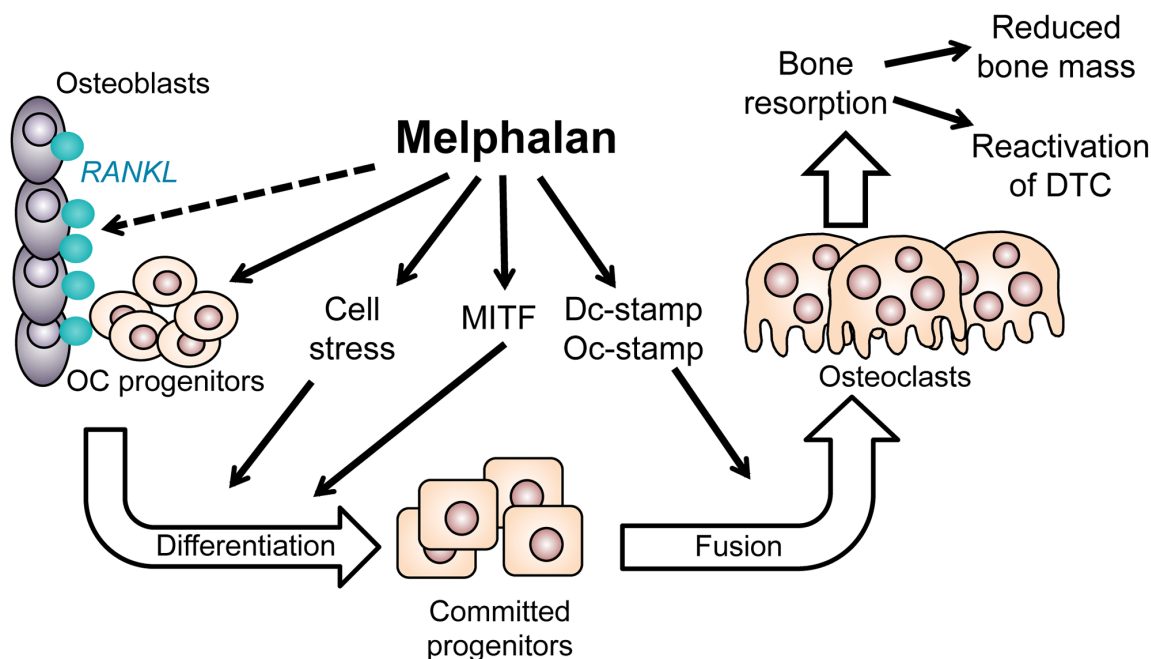 Osteoblasts
RANKL
Melphalan
OC progenitors
Cell
stress
MITF
Dc-stamp
Oc-stamp
Differentiation
Committed
progenitors
Fusion
Osteoclasts
Bone
resorption
Reduced
bone mass
Reactivation
of DTC